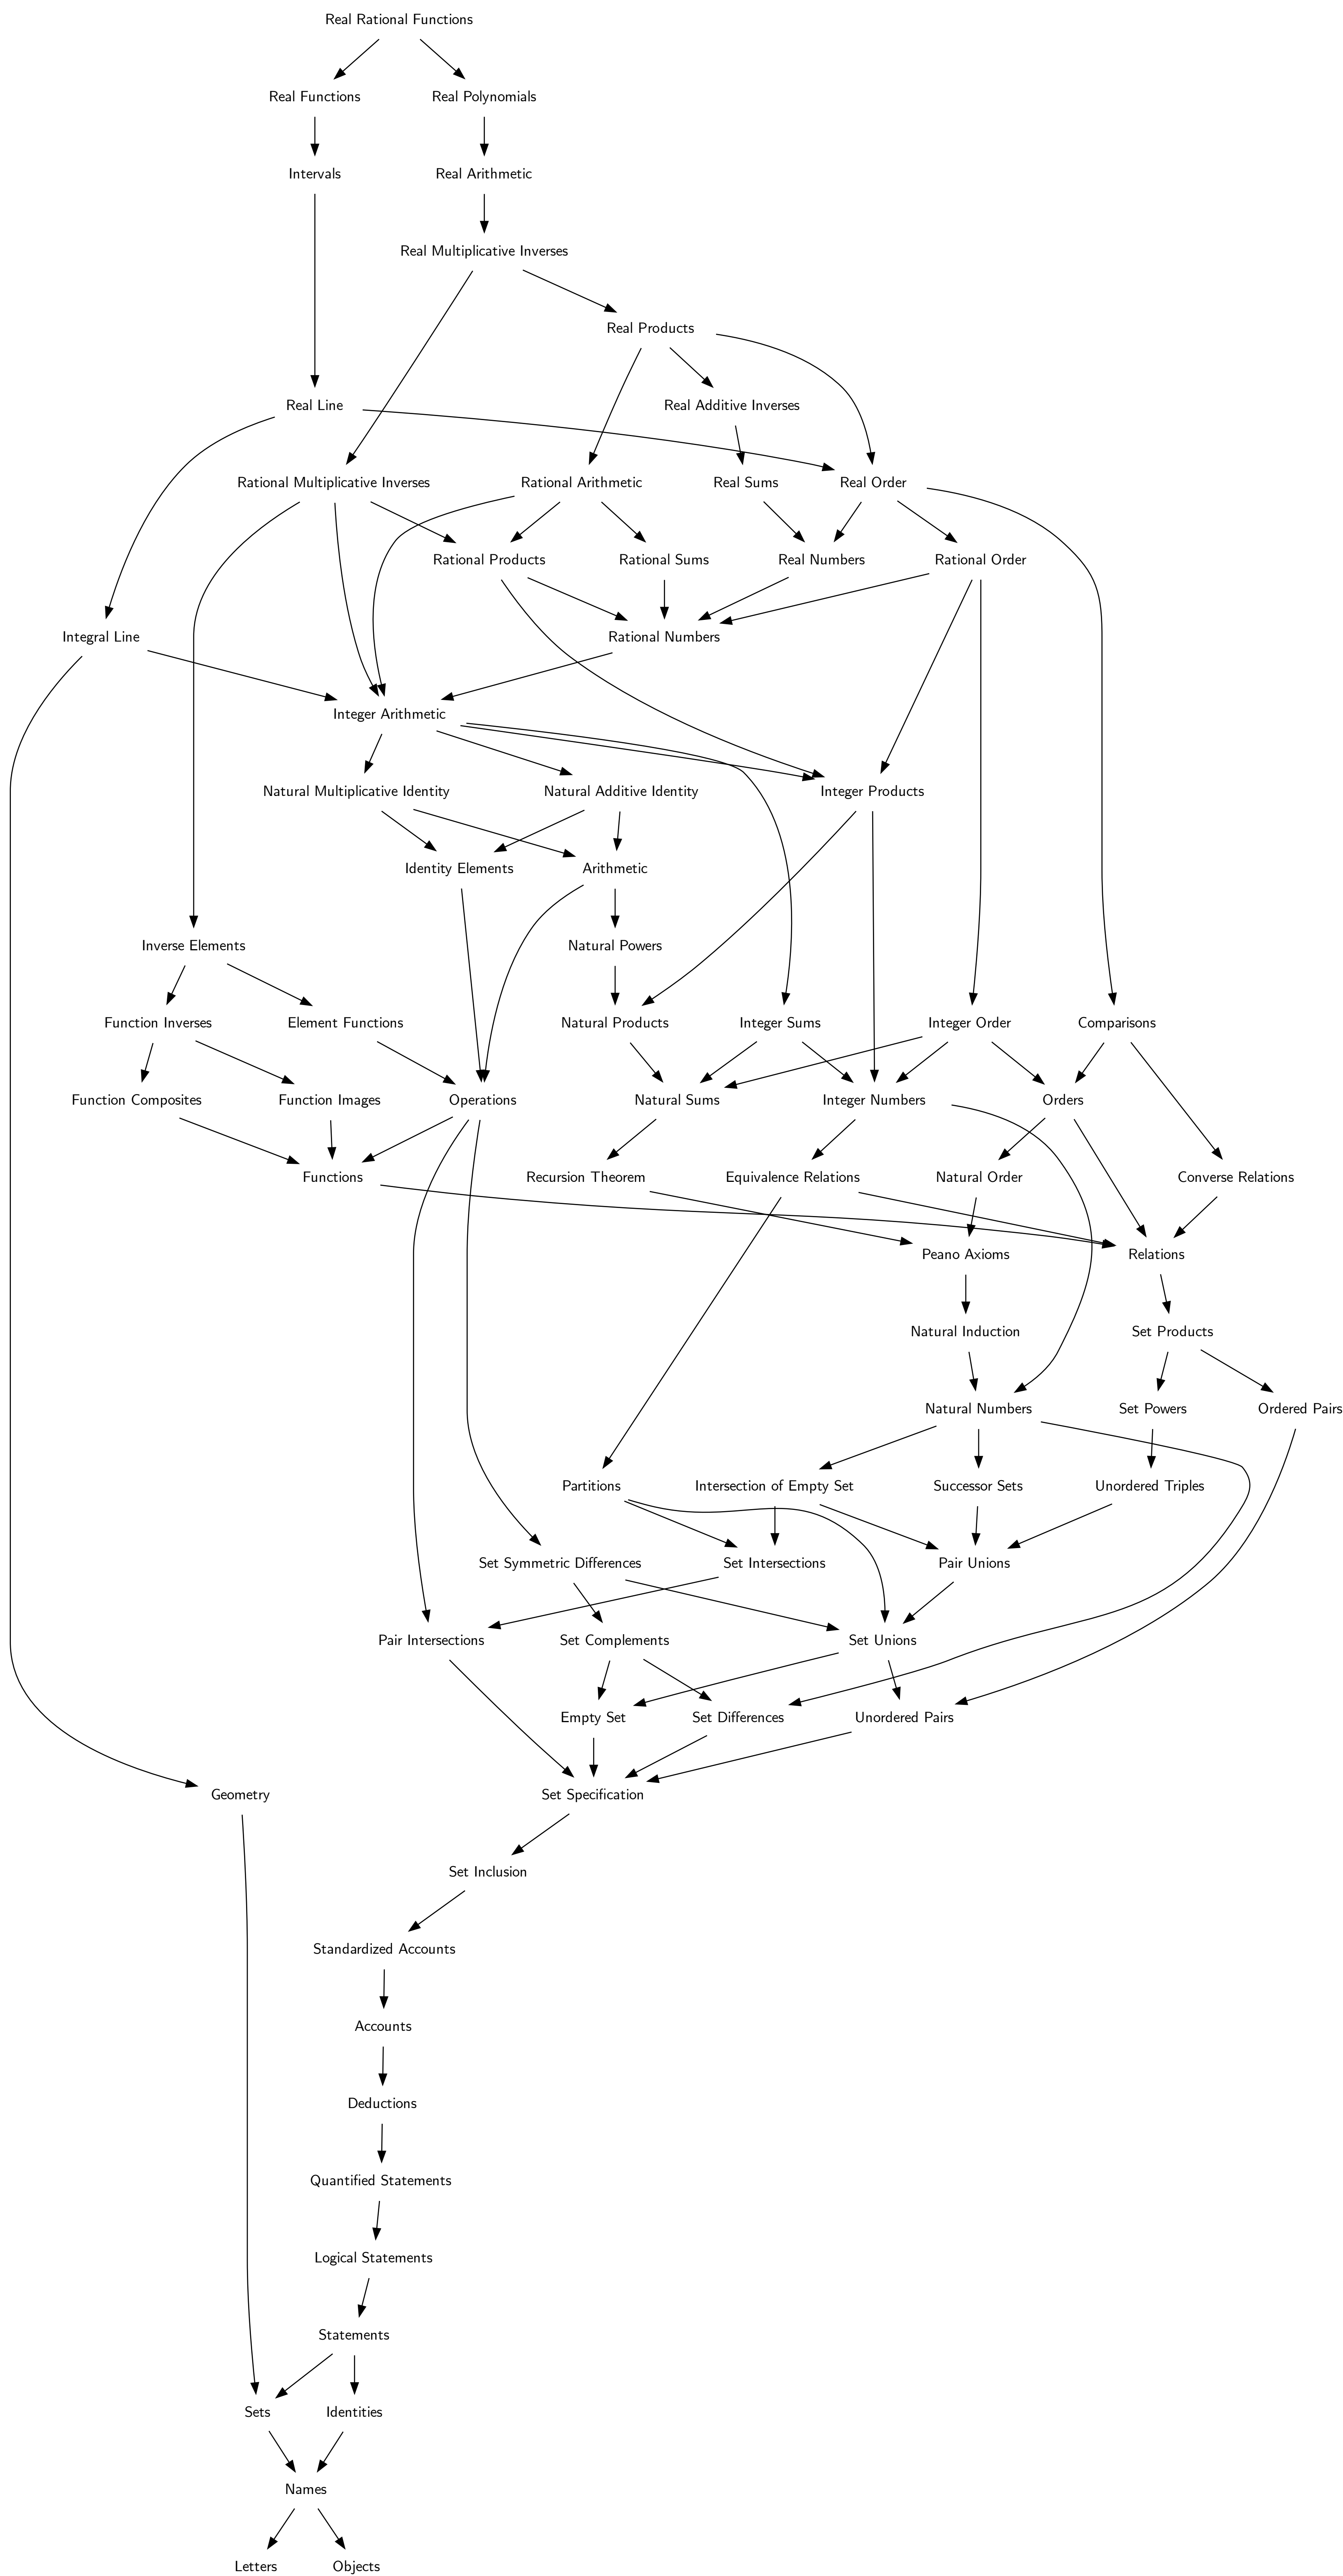 Real Rational Functions
Real Functions
Real Polynomials
Intervals
Real Arithmetic
Real Multiplicative Inverses
Real Products
Real Line
Real Additive Inverses
Rational Multiplicative Inverses
Rational Arithmetic
Real Sums
Real Order
Rational Products
Rational Sums
Real Numbers
Rational Order
Integral Line
Rational Numbers
Integer Arithmetic
Natural Multiplicative Identity
Natural Additive Identity
Integer Products
Identity Elements
Arithmetic
Inverse Elements
Natural Powers
Function Inverses
Element Functions
Natural Products
Integer Sums
Integer Order
Comparisons
Function Composites
Function Images
Operations
Natural Sums
Integer Numbers
Orders
Functions
Recursion Theorem
Equivalence Relations
Natural Order
Converse Relations
Peano Axioms
Relations
Natural Induction
Set Products
Natural Numbers
Set Powers
Ordered Pairs
Partitions
Intersection of Empty Set
Successor Sets
Unordered Triples
Set Symmetric Differences
Set Intersections
Pair Unions
Pair Intersections
Set Complements
Set Unions
Empty Set
Set Differences
Unordered Pairs
Geometry
Set Specification
Set Inclusion
Standardized Accounts
Accounts
Deductions
Quantified Statements
Logical Statements
Statements
Sets
Identities
Names
Letters
Objects